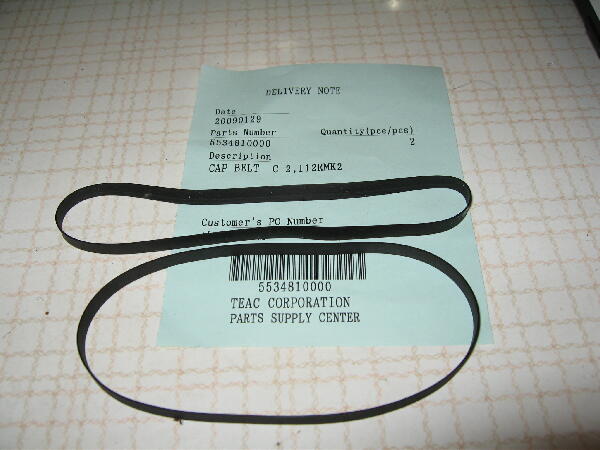 DELIVERY NOTE
Date
20090129
Parts Number Quantity(pce/pcs)
5534810000 2
Description
CAP BELT C 2,112RMK2
Customer's PO Number
5534810000
TEAC CORPORATION
PARTS SUPPLY CENTER